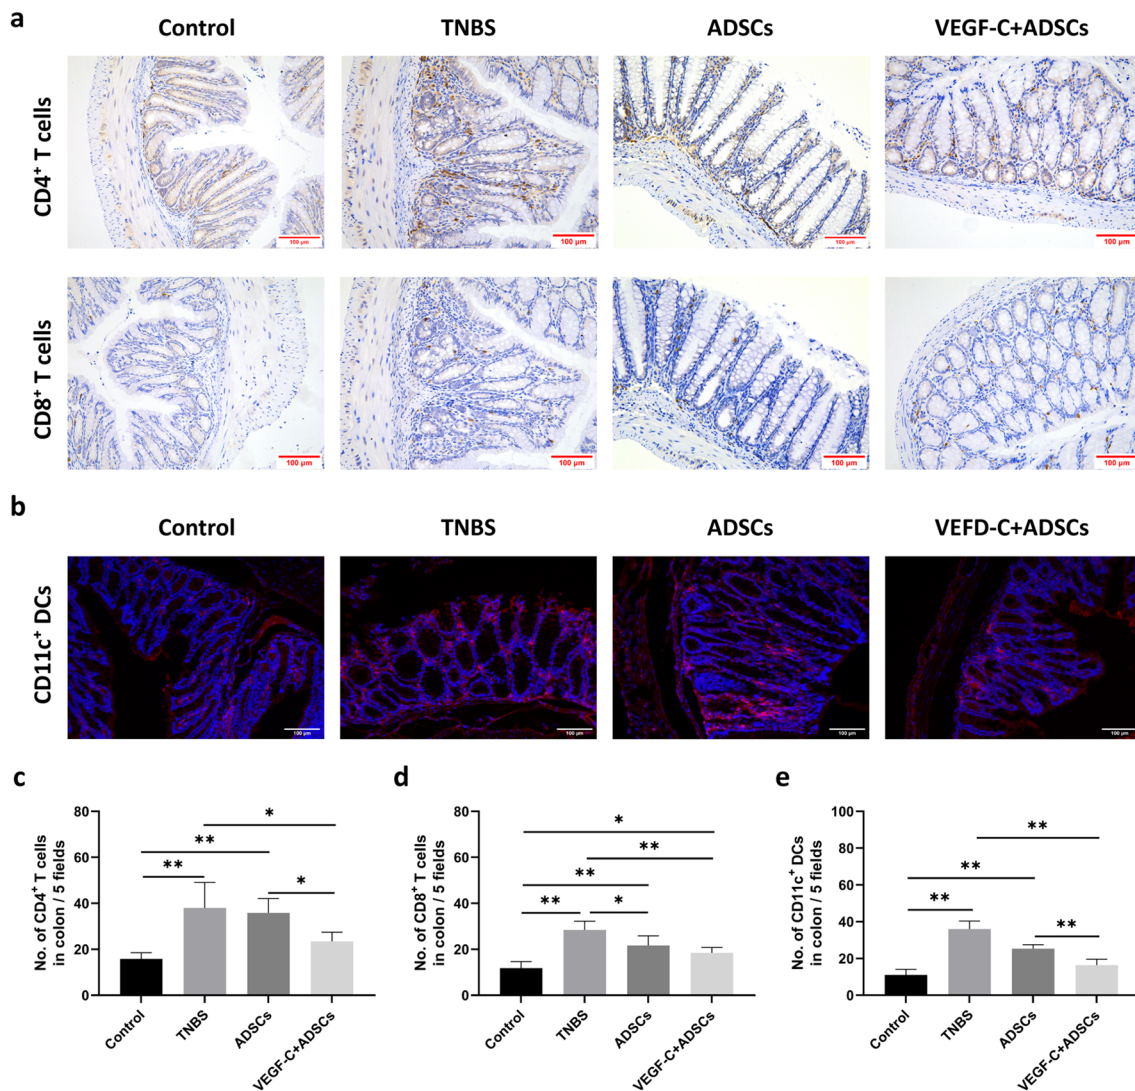 a
Control TNBS ADSCs VEGF-C+ADSCs
CD4⁺ T cells
100 μm 100 μm 100 μm 100 μm
CD8⁺ T cells
100 μm 100 μm 100 μm 100 μm
b
Control TNBS ADSCs VEFD-C+ADSCs
CD11c⁺ DCs
100 μm 100 μm 100 μm 100 μm
c
No. of CD4⁺ T cells
in colon / 5 fields
80
60
40
20
0
** ** * *
Control TNBS ADSCs VEGF-C+ADSCs
d
No. of CD8⁺ T cells
in colon / 5 fields
80
60
40
20
0
* ** ** ** *
Control TNBS ADSCs VEGF-C+ADSCs
e
No. of CD11c⁺ DCs
in colon / 5 fields
100
80
60
40
20
0
** ** ** **
Control TNBS ADSCs VEGF-C+ADSCs